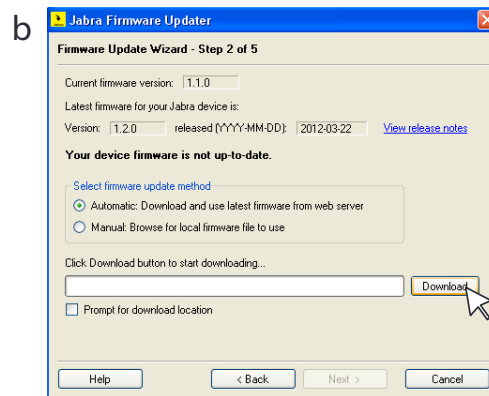 b
Jabra Firmware Updater
Firmware Update Wizard - Step 2 of 5
Current firmware version: 1.1.0
Latest firmware for your Jabra device is:
Version: 1.2.0 released (YYYY-MM-DD): 2012-03-22 View release notes
Your device firmware is not up-to-date.
Select firmware update method
Automatic: Download and use latest firmware from web server
Manual: Browse for local firmware file to use
Click Download button to start downloading...
Download
Prompt for download location
Help < Back Next > Cancel